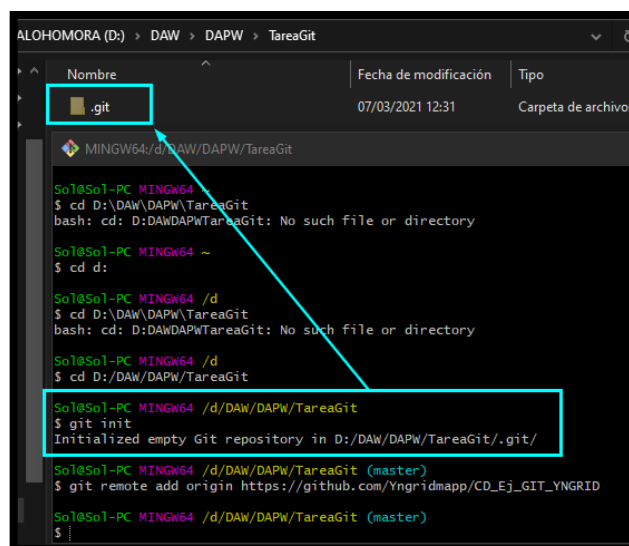 ALOHOMORA (D:) > DAW > DAPW > TareaGit
Nombre Fecha de modificación Tipo
.git 07/03/2021 12:31 Carpeta de archivos
MINGW64:/d/DAW/DAPW/TareaGit
Sol@Sol-PC MINGW64 ~
$ cd D:\DAW\DAPW\TareaGit
bash: cd: D:DAWDAPWTareaGit: No such file or directory
Sol@Sol-PC MINGW64 ~
$ cd d:
Sol@Sol-PC MINGW64 /d
$ cd D:\DAW\DAPW\TareaGit
bash: cd: D:DAWDAPWTareaGit: No such file or directory
Sol@Sol-PC MINGW64 /d
$ cd D:/DAW/DAPW/TareaGit
Sol@Sol-PC MINGW64 /d/DAW/DAPW/TareaGit
$ git init
Initialized empty Git repository in D:/DAW/DAPW/TareaGit/.git/
Sol@Sol-PC MINGW64 /d/DAW/DAPW/TareaGit (master)
$ git remote add origin https://github.com/Yngridmapp/CD_Ej_GIT_YNGRID
Sol@Sol-PC MINGW64 /d/DAW/DAPW/TareaGit (master)
$